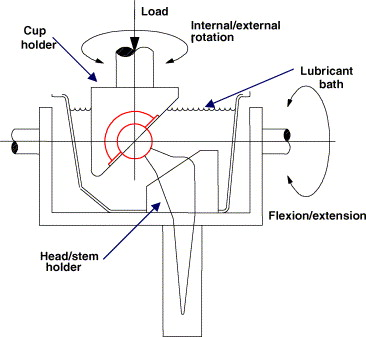 Load
Internal/external
rotation
Cup
holder
Lubricant
bath
Flexion/extension
Head/stem
holder